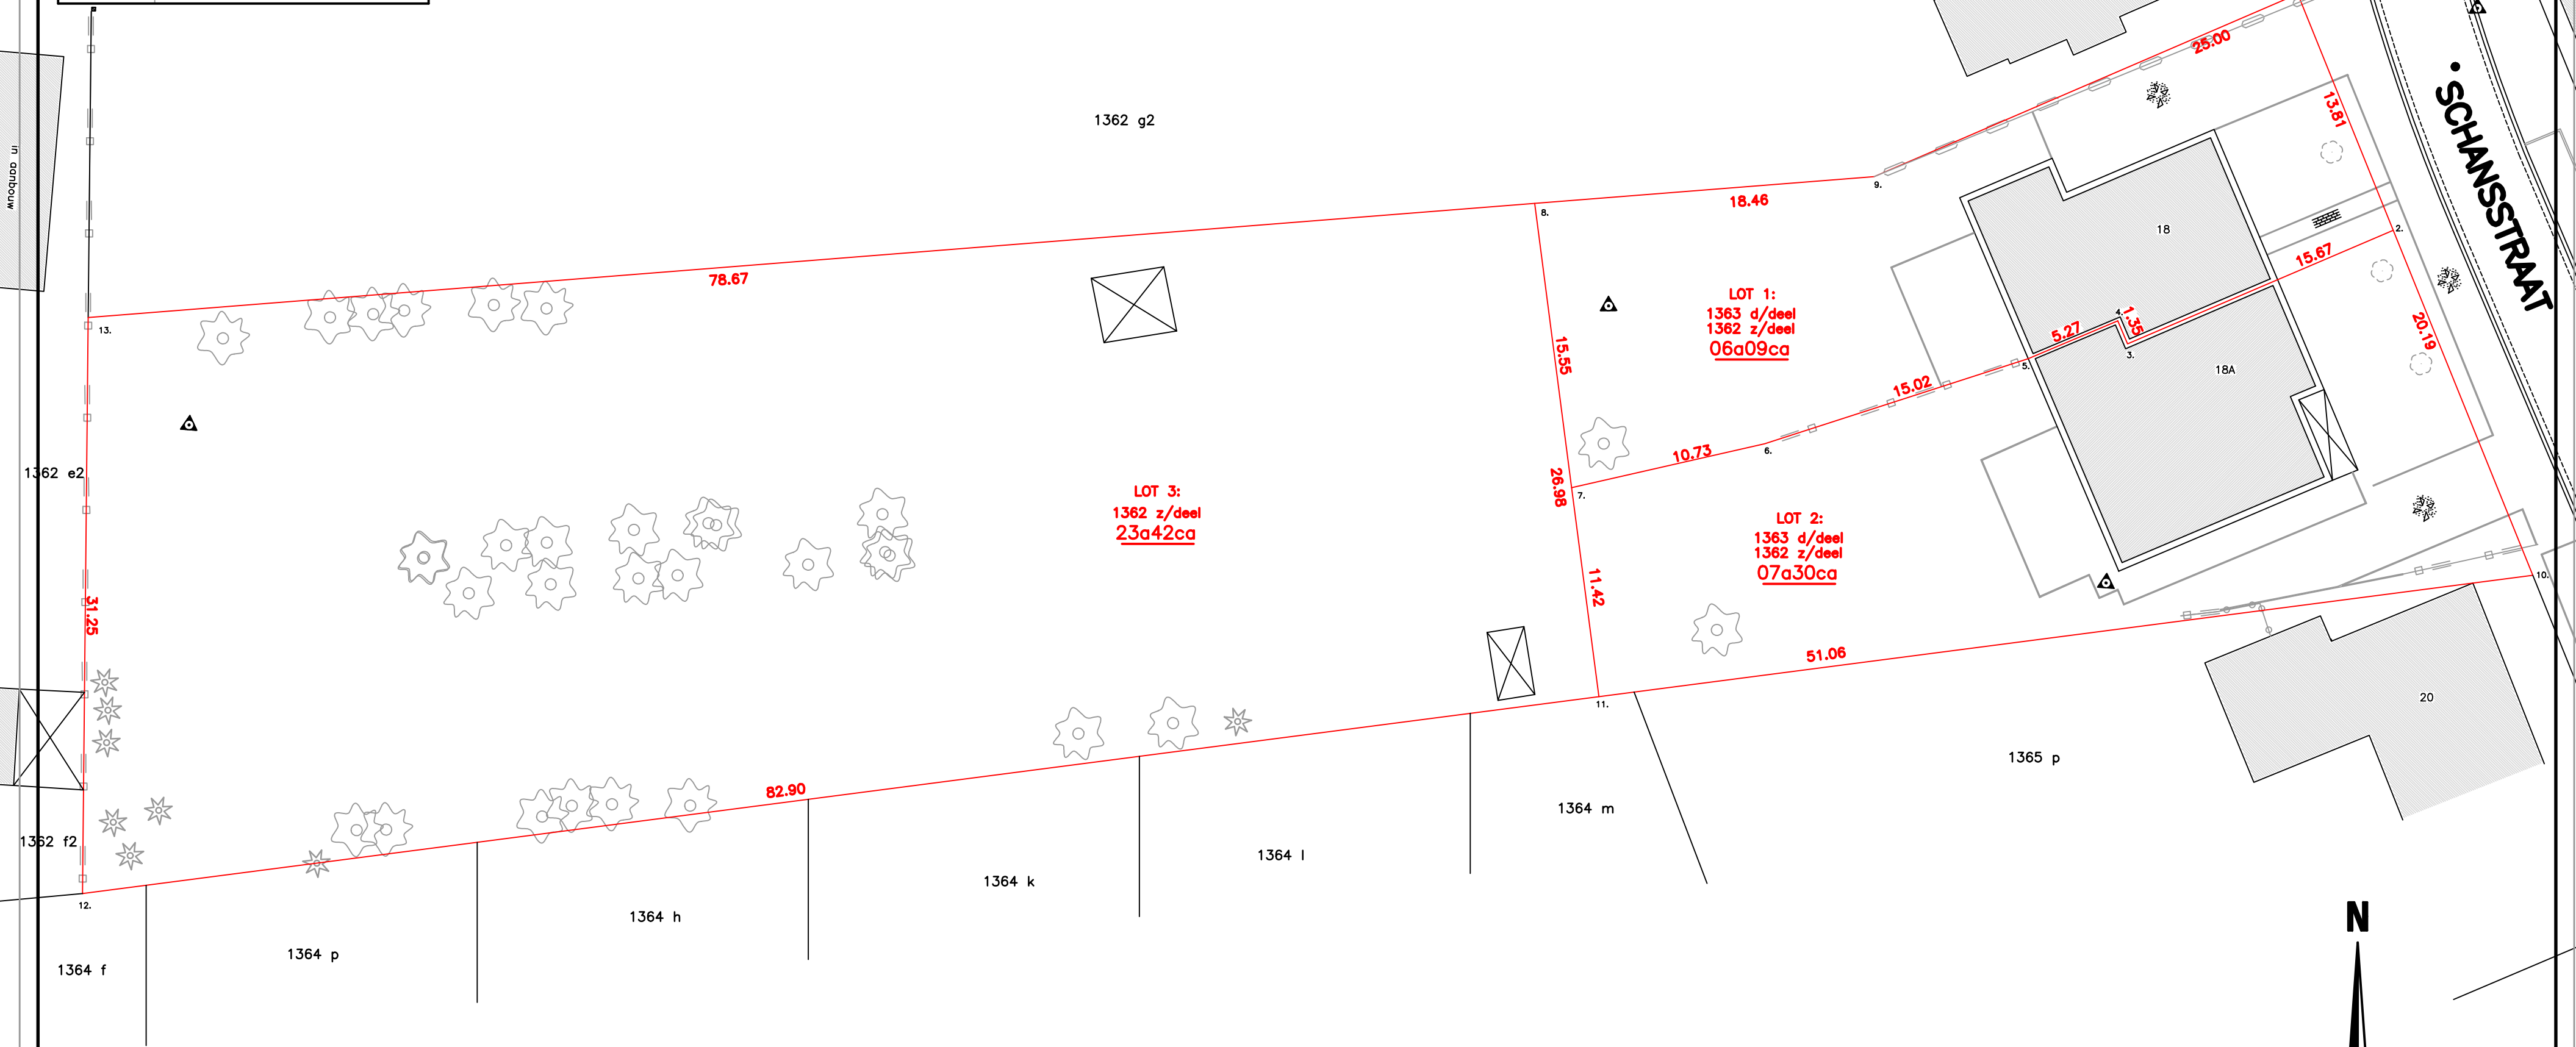 25.00
13.81
• SCHANSSTRAAT
1362 g2
in aanbouw
9.
8.
18.46
18
2.
15.67
78.67
13.
LOT 1:
1363 d/deel
1362 z/deel
06a09ca
4.
1.35
5.27
3.
5.
20.19
18A
15.55
15.02
10.73
6.
7.
26.98
1362 e2
LOT 3:
1362 z/deel
23a42ca
LOT 2:
1363 d/deel
1362 z/deel
07a30ca
11.42
10.
31.25
51.06
11.
20
1365 p
82.90
1364 m
1362 f2
1364 l
1364 k
12.
1364 h
1364 p
1364 f
N